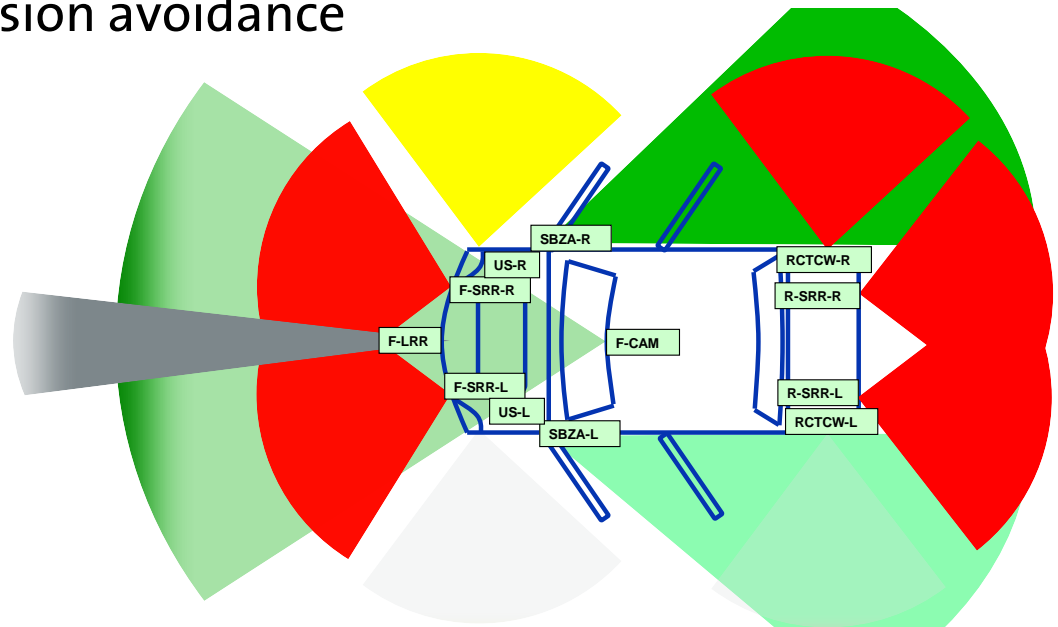 sion avoidance
SBZA-R
US-R
RCTCW-R
F-SRR-R
R-SRR-R
F-LRR
F-CAM
F-SRR-L
R-SRR-L
US-L
RCTCW-L
SBZA-L